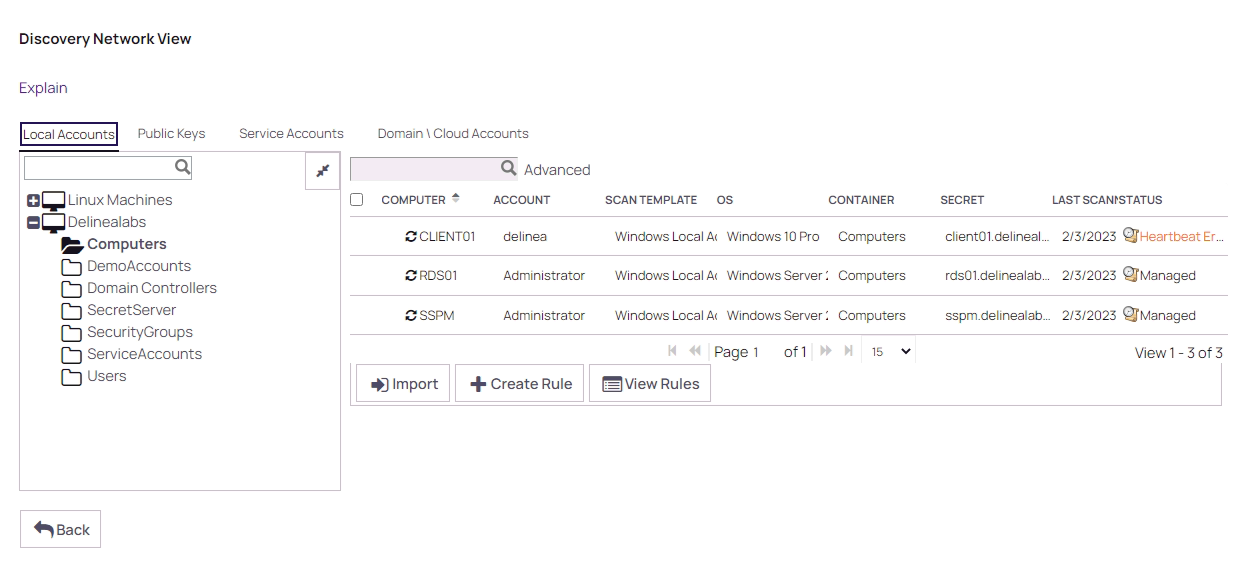 Discovery Network View
Explain
Local Accounts Public Keys Service Accounts Domain \ Cloud Accounts
Advanced
Linux Machines
Delinealabs
Computers
DemoAccounts
Domain Controllers
SecretServer
SecurityGroups
ServiceAccounts
Users
COMPUTER ACCOUNT SCAN TEMPLATE OS CONTAINER SECRET LAST SCANN STATUS
CLIENT01 delinea Windows Local Ac Windows 10 Pro Computers client01.delineal... 2/3/2023 Heartbeat Er...
RDS01 Administrator Windows Local Ac Windows Server 2 Computers rds01.delinealab... 2/3/2023 Managed
SSPM Administrator Windows Local Ac Windows Server 2 Computers sspm.delinealab... 2/3/2023 Managed
Page 1 of 1 15 View 1 - 3 of 3
Import Create Rule View Rules
Back